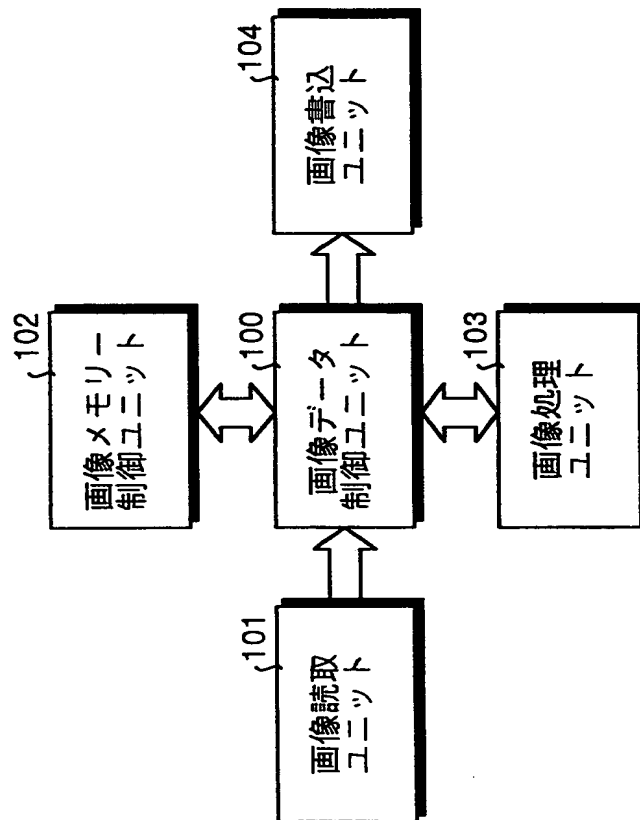 102
画像メモリー
制御ユニット
101
画像読取
ユニット
100
画像データ
制御ユニット
104
画像書込
ユニット
103
画像処理
ユニット